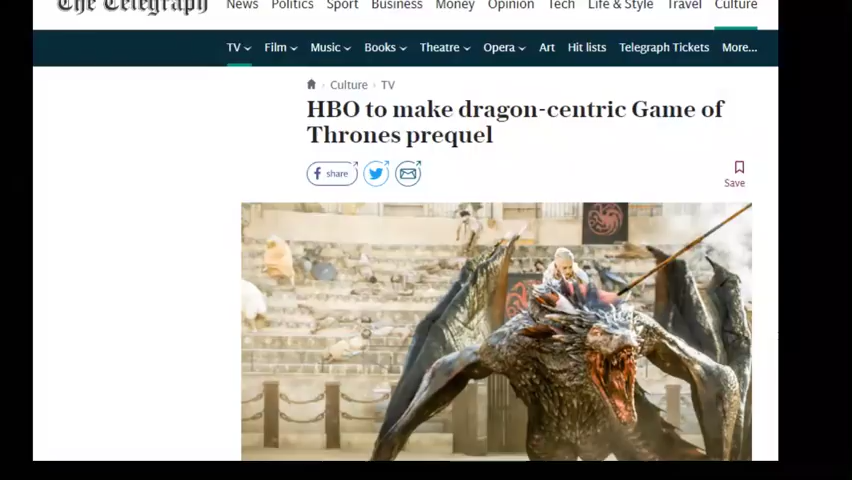 The Telegraph
News Politics Sport Business Money Opinion Tech Life & Style Travel Culture
TV Film Music Books Theatre Opera Art Hit lists Telegraph Tickets More...
Culture TV
HBO to make dragon-centric Game of
Thrones prequel
share
Save